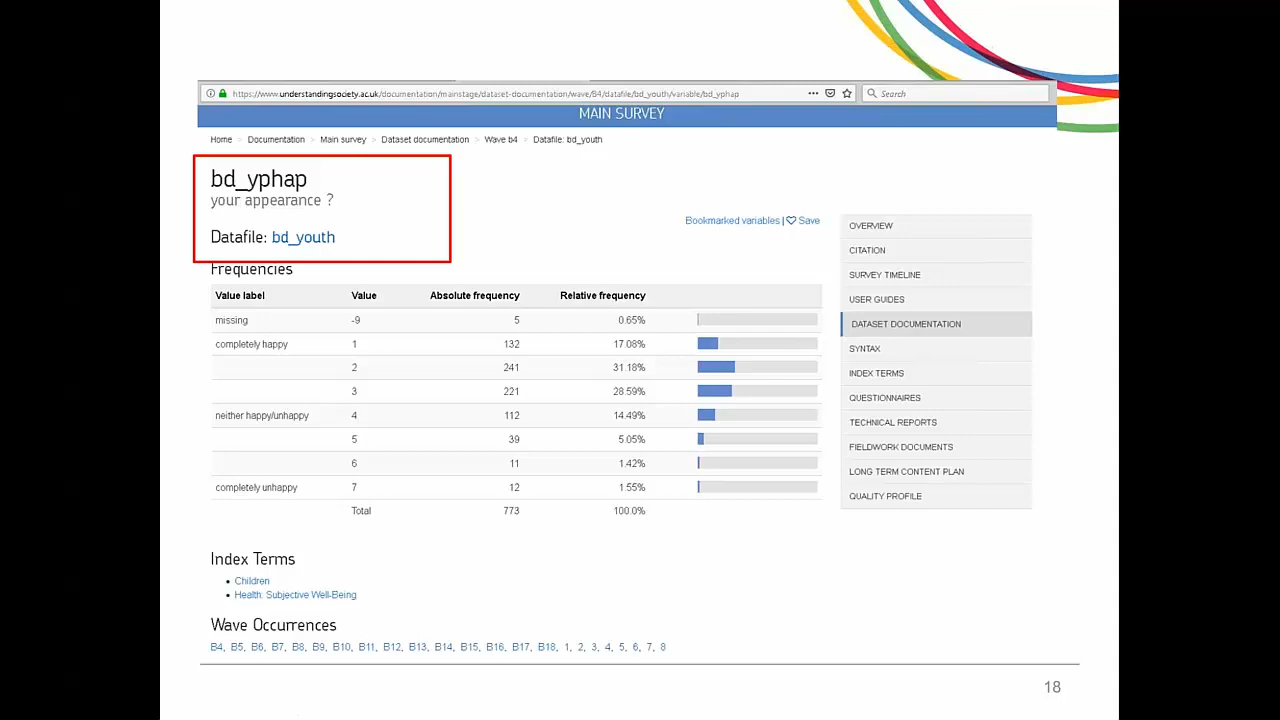 https://www.understandingsociety.ac.uk/documentation/mainstage/dataset-documentation/wave/B4/datafile/bd_youth/variable/bd_yphap
Search
MAIN SURVEY
Home > Documentation > Main survey > Dataset documentation > Wave b4 > Datafile: bd_youth
bd_yphap
your appearance ?
Datafile: bd_youth
Bookmarked variables | Save
Frequencies
Value label Value Absolute frequency Relative frequency
missing -9 5 0.65%
completely happy 1 132 17.08%
2 241 31.18%
3 221 28.59%
neither happy/unhappy 4 112 14.49%
5 39 5.05%
6 11 1.42%
completely unhappy 7 12 1.55%
Total 773 100.0%
Index Terms
• Children
• Health: Subjective Well-Being
Wave Occurrences
B4, B5, B6, B7, B8, B9, B10, B11, B12, B13, B14, B15, B16, B17, B18, 1, 2, 3, 4, 5, 6, 7, 8
OVERVIEW
CITATION
SURVEY TIMELINE
USER GUIDES
DATASET DOCUMENTATION
SYNTAX
INDEX TERMS
QUESTIONNAIRES
TECHNICAL REPORTS
FIELDWORK DOCUMENTS
LONG TERM CONTENT PLAN
QUALITY PROFILE
18